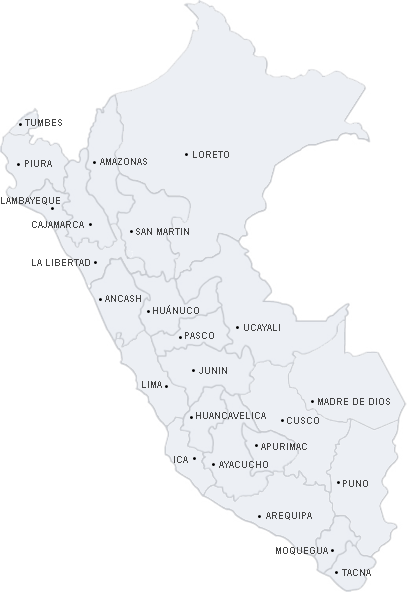 TUMBES
PIURA
AMAZONAS
LORETO
LAMBAYEQUE
CAJAMARCA
SAN MARTIN
LA LIBERTAD
ANCASH
HUÁNUCO
UCAYALI
PASCO
JUNIN
LIMA
MADRE DE DIOS
HUANCAVELICA
CUSCO
APURIMAC
ICA
AYACUCHO
PUNO
AREQUIPA
MOQUEGUA
TACNA